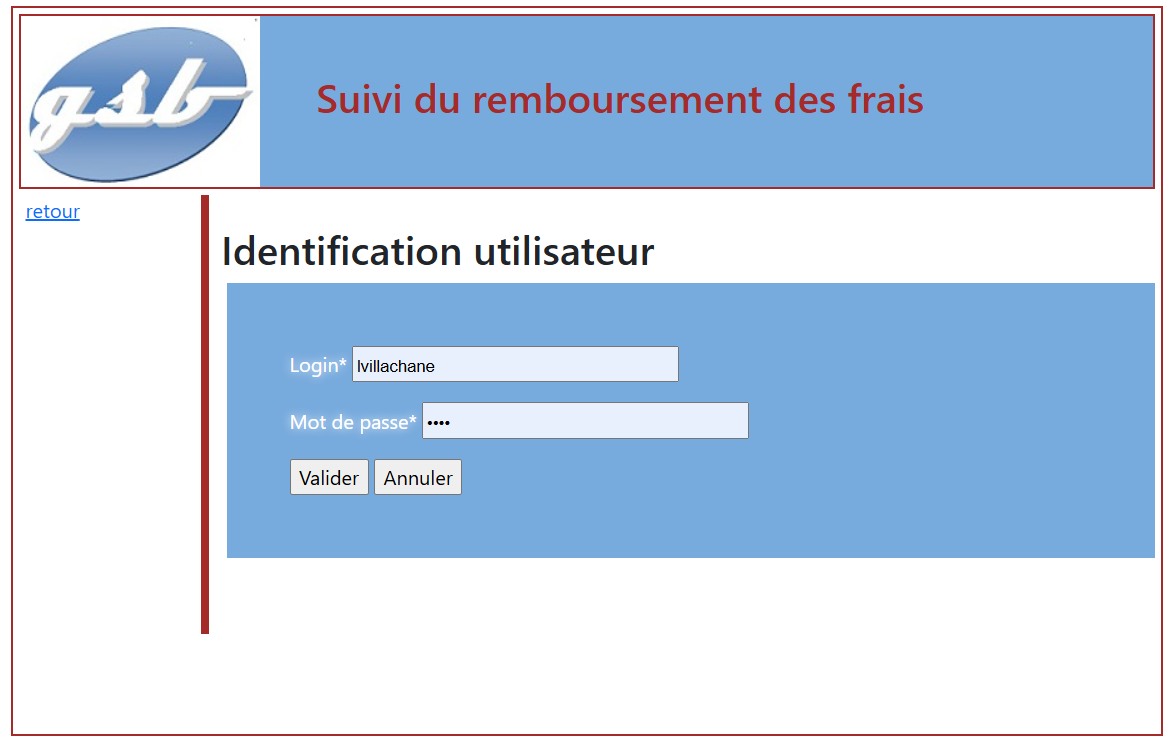 gsb
Suivi du remboursement des frais
retour
Identification utilisateur
Login* lvillachane
Mot de passe* ••••
Valider Annuler